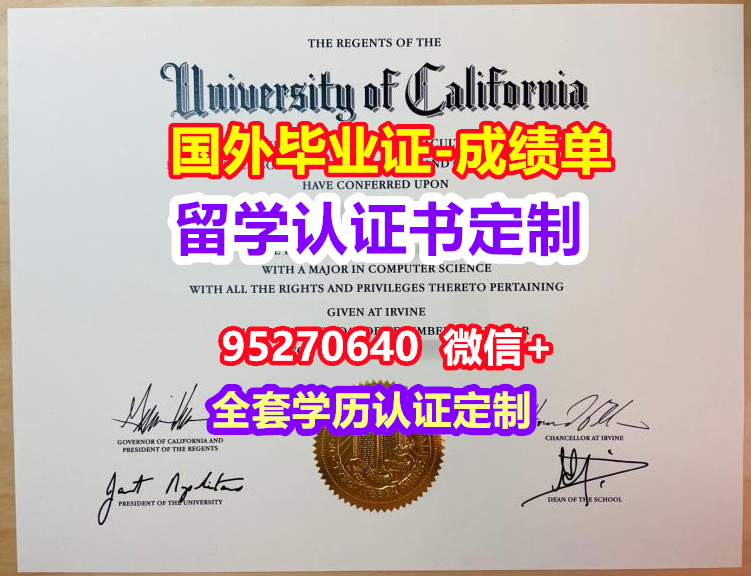 THE REGENTS OF THE
University of California
国外毕业证-成绩单
HAVE CONFERRED UPON
留学认证书定制
WITH A MAJOR IN COMPUTER SCIENCE
WITH ALL THE RIGHTS AND PRIVILEGES THERETO PERTAINING
GIVEN AT IRVINE
95270640 微信+
全套学历认证定制
GOVERNOR OF CALIFORNIA AND
PRESIDENT OF THE REGENTS
CHANCELLOR AT IRVINE
PRESIDENT OF THE UNIVERSITY
DEAN OF THE SCHOOL